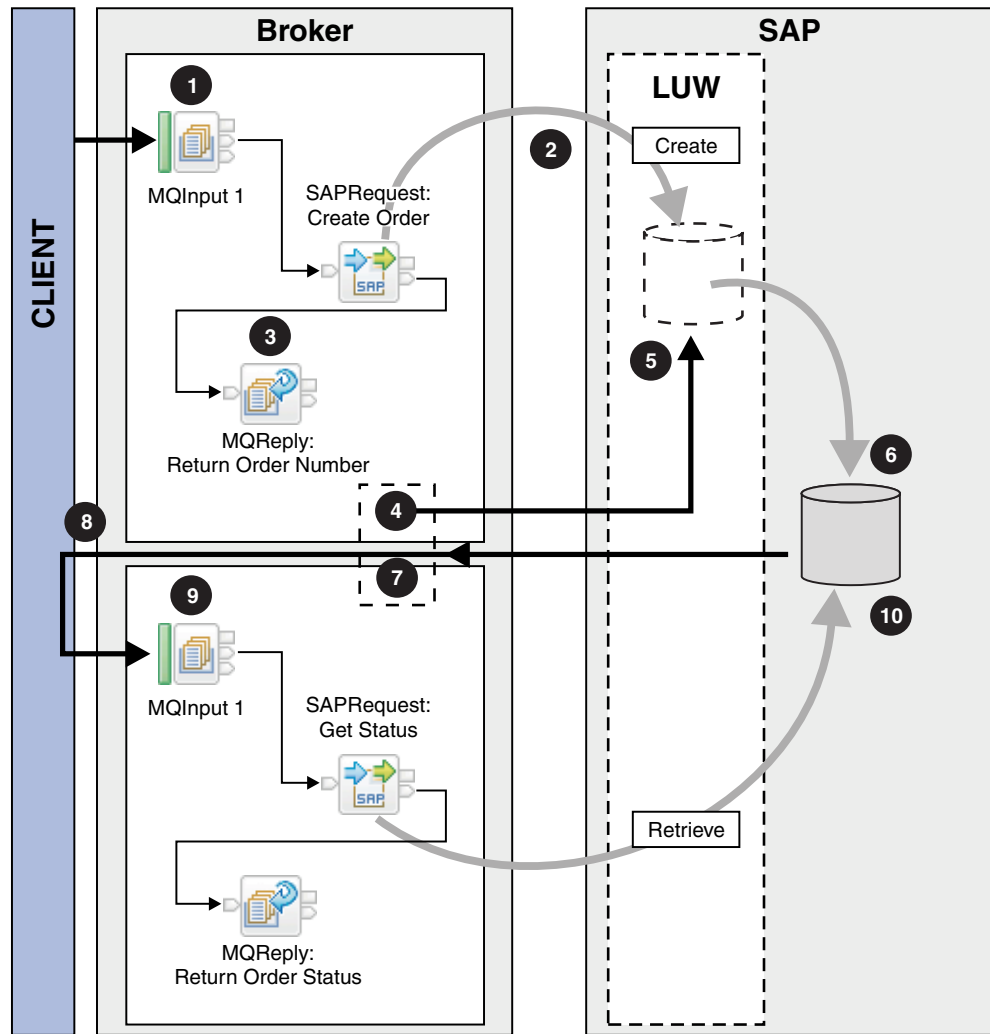 Broker
SAP
CLIENT
LUW
1
MQInput 1
2
Create
SAPRequest:
Create Order
SAP
3
MQReply:
Return Order Number
5
4
6
8
7
9
10
MQInput 1
SAPRequest:
Get Status
SAP
Retrieve
MQReply:
Return Order Status